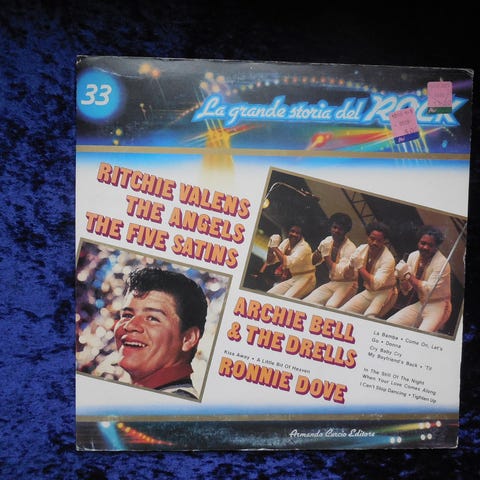 33
La grande storia del ROCK
RITCHIE VALENS
THE ANGELS
THE FIVE SATINS
ARCHIE BELL
& THE DRELLS
RONNIE DOVE
Kiss Away • A Little Bit Of Heaven
La Bamba • Come On, Let's
Go • Donna
Cry Baby Cry
My Boyfriend's Back • 'Til
In The Still Of The Night
When Your Love Comes Along
I Can't Stop Dancing • Tighten Up
Armando Curcio Editore